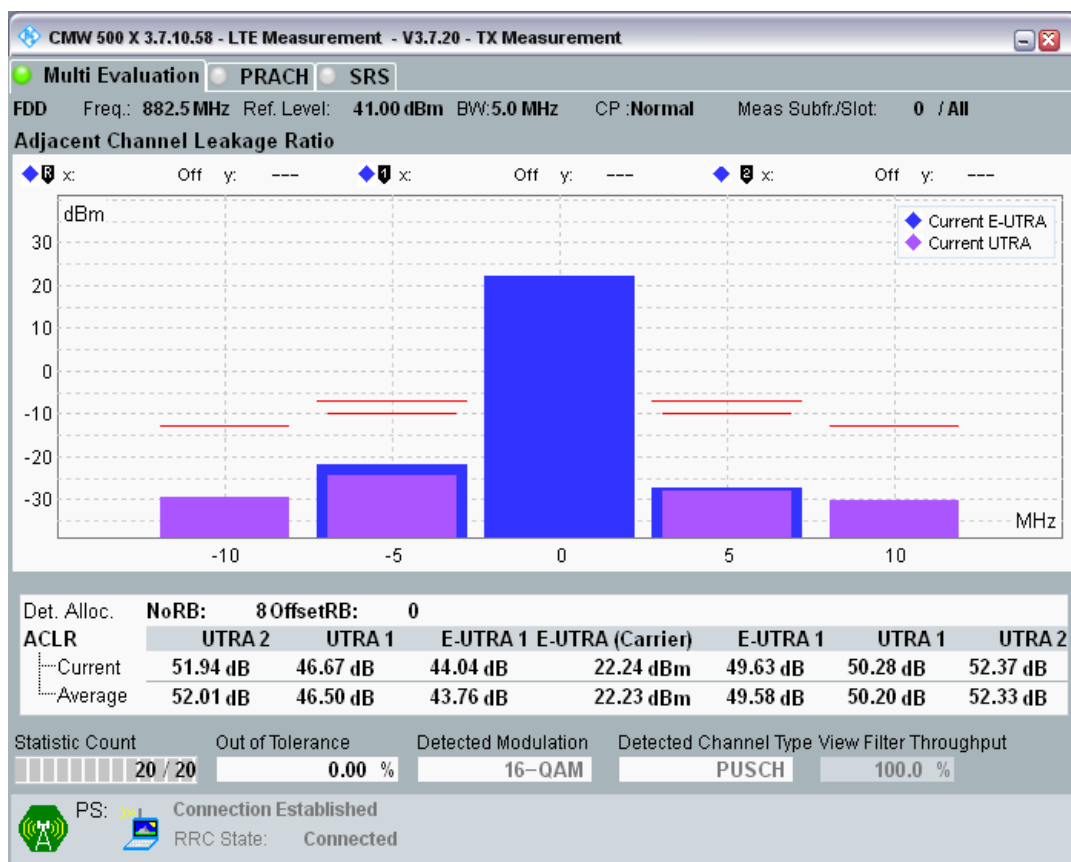 CMW 500 X 3.7.10.58 - LTE Measurement - V3.7.20 - TX Measurement
Multi Evaluation PRACH SRS
FDD Freq.: 882.5 MHz Ref. Level: 41.00 dBm BW:5.0 MHz CP :Normal Meas Subfr./Slot: 0 / All
Adjacent Channel Leakage Ratio
R x: Off y: --- 1 x: Off y: --- 2 x: Off y: ---
dBm
Current E-UTRA
Current UTRA
30
20
10
0
-10
-20
-30
MHz
-10 -5 0 5 10
Det. Alloc. NoRB: 8 OffsetRB: 0
ACLR UTRA 2 UTRA 1 E-UTRA 1 E-UTRA (Carrier) E-UTRA 1 UTRA 1 UTRA 2
Current 51.94 dB 46.67 dB 44.04 dB 22.24 dBm 49.63 dB 50.28 dB 52.37 dB
Average 52.01 dB 46.50 dB 43.76 dB 22.23 dBm 49.58 dB 50.20 dB 52.33 dB
Statistic Count Out of Tolerance Detected Modulation Detected Channel Type View Filter Throughput
20 / 20 0.00 % 16-QAM PUSCH 100.0 %
PS: Connection Established
RRC State: Connected